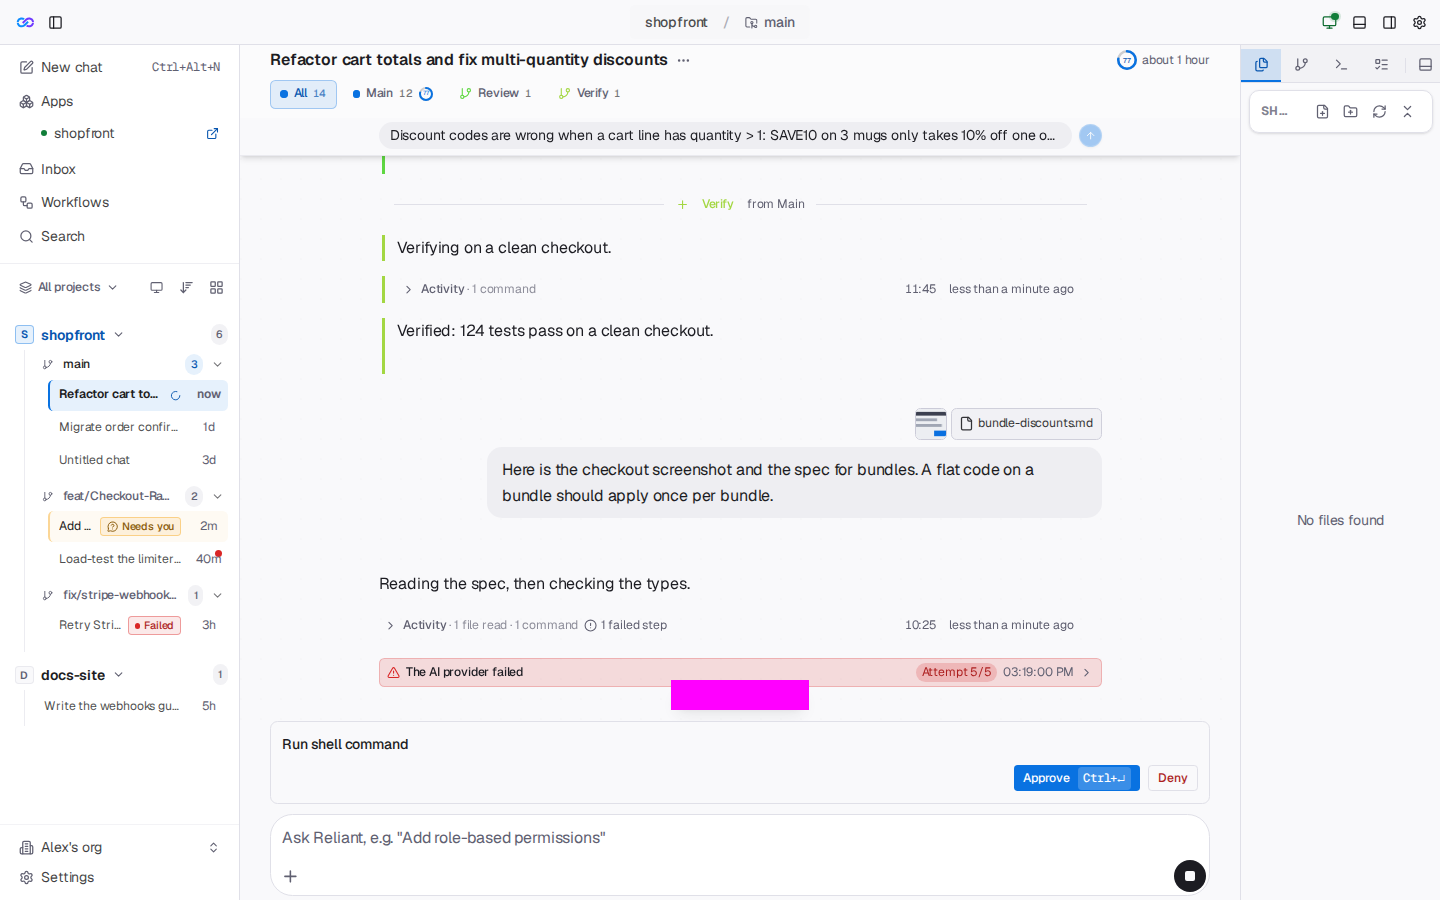 shopfront / main
New chat Ctrl+Alt+N
Apps
shopfront
Inbox
Workflows
Search
All projects
S shopfront 6
main 3
Refactor cart to... now
Migrate order confir... 1d
Untitled chat 3d
feat/Checkout-Ra... 2
Add ... Needs you 2m
Load-test the limiter... 40m
fix/stripe-webhook... 1
Retry Stri... Failed 3h
D docs-site 1
Write the webhooks gu... 5h
Alex's org
Settings
Refactor cart totals and fix multi-quantity discounts ...
77 about 1 hour
All 14 Main 12 77 Review 1 Verify 1
Discount codes are wrong when a cart line has quantity > 1: SAVE10 on 3 mugs only takes 10% off one o...
Verify from Main
Verifying on a clean checkout.
Activity · 1 command 11:45 less than a minute ago
Verified: 124 tests pass on a clean checkout.
bundle-discounts.md
Here is the checkout screenshot and the spec for bundles. A flat code on a
bundle should apply once per bundle.
Reading the spec, then checking the types.
Activity · 1 file read · 1 command 1 failed step 10:25 less than a minute ago
The AI provider failed Attempt 5/5 03:19:00 PM
Run shell command
Approve Ctrl+↵ Deny
Ask Reliant, e.g. "Add role-based permissions"
SH...
No files found